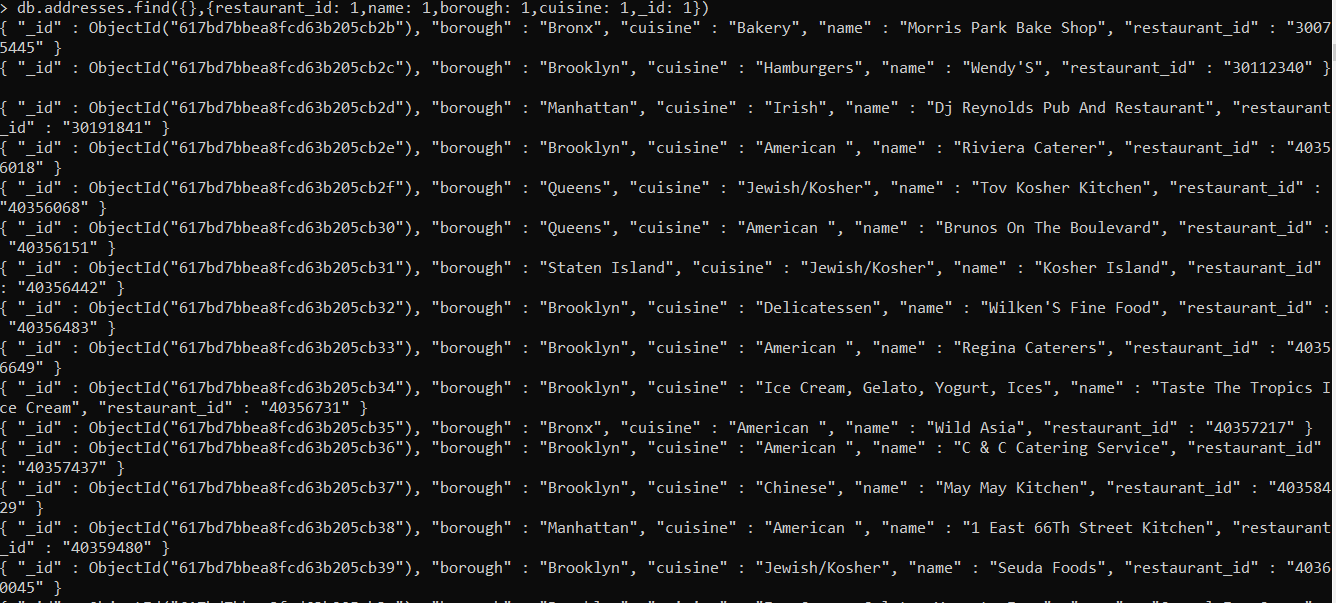 > db.addresses.find({},{restaurant_id: 1,name: 1,borough: 1,cuisine: 1,_id: 1})
{ "_id" : ObjectId("617bd7bbea8fcd63b205cb2b"), "borough" : "Bronx", "cuisine" : "Bakery", "name" : "Morris Park Bake Shop", "restaurant_id" : "3007
5445" }
{ "_id" : ObjectId("617bd7bbea8fcd63b205cb2c"), "borough" : "Brooklyn", "cuisine" : "Hamburgers", "name" : "Wendy'S", "restaurant_id" : "30112340" }
{ "_id" : ObjectId("617bd7bbea8fcd63b205cb2d"), "borough" : "Manhattan", "cuisine" : "Irish", "name" : "Dj Reynolds Pub And Restaurant", "restaurant
_id" : "30191841" }
{ "_id" : ObjectId("617bd7bbea8fcd63b205cb2e"), "borough" : "Brooklyn", "cuisine" : "American ", "name" : "Riviera Caterer", "restaurant_id" : "4035
6018" }
{ "_id" : ObjectId("617bd7bbea8fcd63b205cb2f"), "borough" : "Queens", "cuisine" : "Jewish/Kosher", "name" : "Tov Kosher Kitchen", "restaurant_id" :
"40356068" }
{ "_id" : ObjectId("617bd7bbea8fcd63b205cb30"), "borough" : "Queens", "cuisine" : "American ", "name" : "Brunos On The Boulevard", "restaurant_id" :
"40356151" }
{ "_id" : ObjectId("617bd7bbea8fcd63b205cb31"), "borough" : "Staten Island", "cuisine" : "Jewish/Kosher", "name" : "Kosher Island", "restaurant_id"
: "40356442" }
{ "_id" : ObjectId("617bd7bbea8fcd63b205cb32"), "borough" : "Brooklyn", "cuisine" : "Delicatessen", "name" : "Wilken'S Fine Food", "restaurant_id" :
"40356483" }
{ "_id" : ObjectId("617bd7bbea8fcd63b205cb33"), "borough" : "Brooklyn", "cuisine" : "American ", "name" : "Regina Caterers", "restaurant_id" : "4035
6649" }
{ "_id" : ObjectId("617bd7bbea8fcd63b205cb34"), "borough" : "Brooklyn", "cuisine" : "Ice Cream, Gelato, Yogurt, Ices", "name" : "Taste The Tropics I
ce Cream", "restaurant_id" : "40356731" }
{ "_id" : ObjectId("617bd7bbea8fcd63b205cb35"), "borough" : "Bronx", "cuisine" : "American ", "name" : "Wild Asia", "restaurant_id" : "40357217" }
{ "_id" : ObjectId("617bd7bbea8fcd63b205cb36"), "borough" : "Brooklyn", "cuisine" : "American ", "name" : "C & C Catering Service", "restaurant_id"
: "40357437" }
{ "_id" : ObjectId("617bd7bbea8fcd63b205cb37"), "borough" : "Brooklyn", "cuisine" : "Chinese", "name" : "May May Kitchen", "restaurant_id" : "403584
29" }
{ "_id" : ObjectId("617bd7bbea8fcd63b205cb38"), "borough" : "Manhattan", "cuisine" : "American ", "name" : "1 East 66Th Street Kitchen", "restaurant
_id" : "40359480" }
{ "_id" : ObjectId("617bd7bbea8fcd63b205cb39"), "borough" : "Brooklyn", "cuisine" : "Jewish/Kosher", "name" : "Seuda Foods", "restaurant_id" : "4036
0045" }